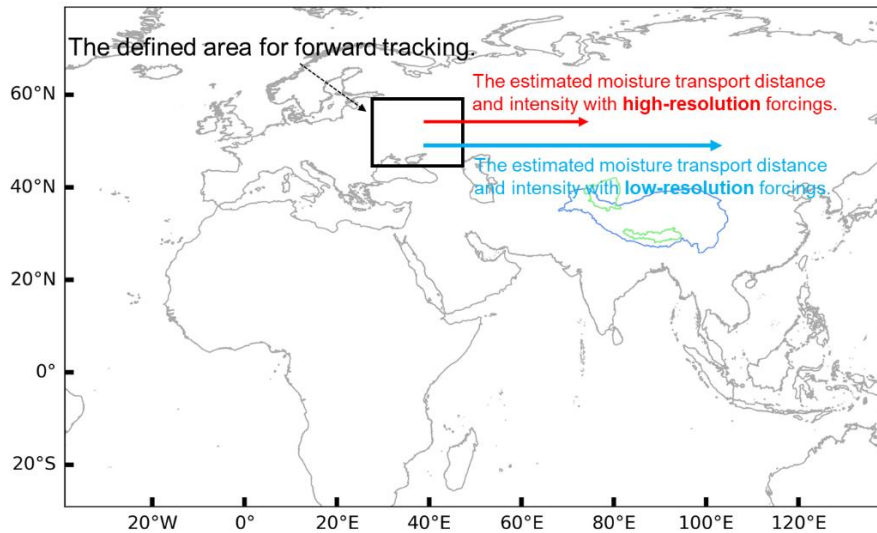 The defined area for forward tracking.
The estimated moisture transport distance
and intensity with high-resolution forcings.
The estimated moisture transport distance
and intensity with low-resolution forcings.
60°N
40°N
20°N
0°
20°S
20°W
0°
20°E
40°E
60°E
80°E
100°E
120°E